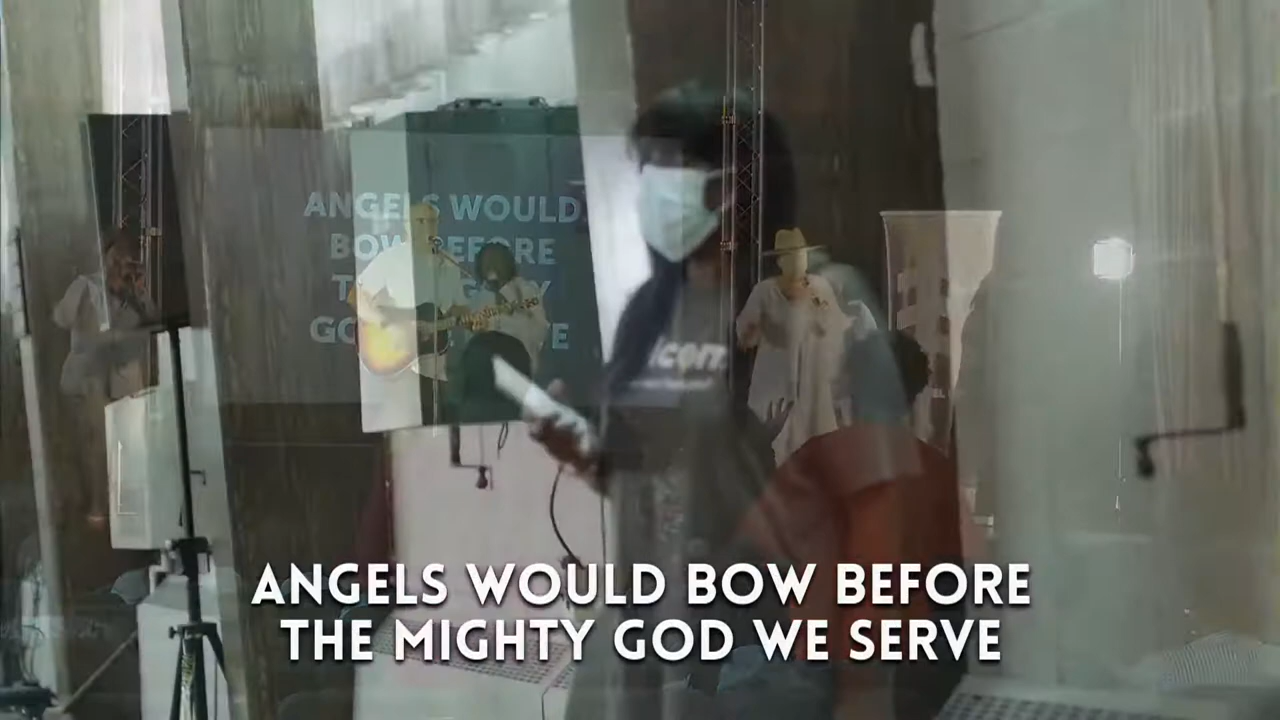 ANGELS WOULD
BOW BEFORE
ANGELS WOULD BOW BEFORE
THE MIGHTY GOD WE SERVE